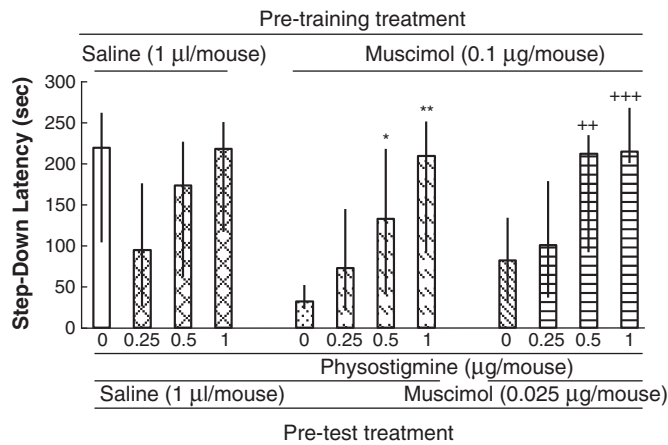 Pre-training treatment
Saline (1 µl/mouse) Muscimol (0.1 µg/mouse)
Step-Down Latency (sec)
300
250
200
150
100
50
0
* ** ++ +++
0 0.25 0.5 1 0 0.25 0.5 1 0 0.25 0.5 1
Physostigmine (µg/mouse)
Saline (1 µl/mouse) Muscimol (0.025 µg/mouse)
Pre-test treatment